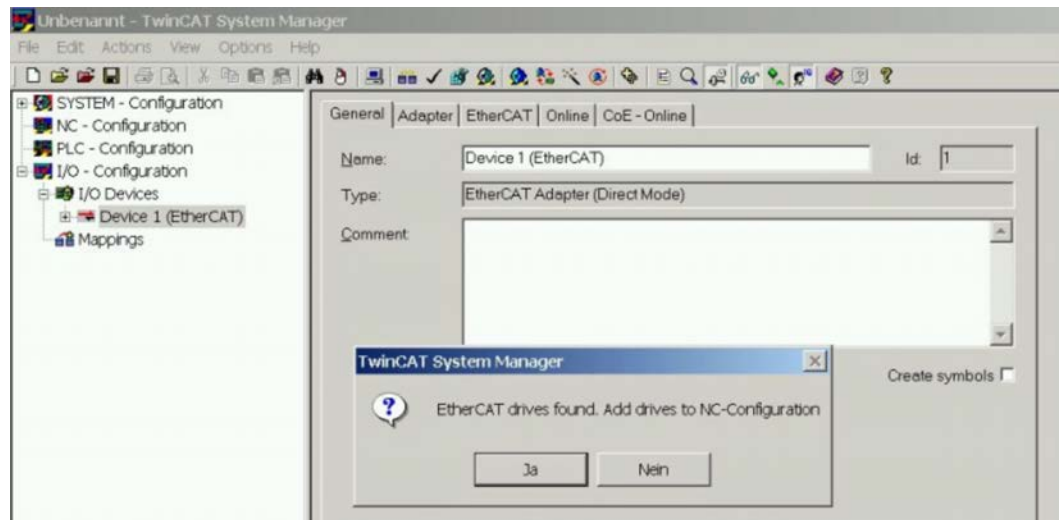 Unbenannt - TwinCAT System Manager
File Edit Actions View Options Help
SYSTEM - Configuration
NC - Configuration
PLC - Configuration
I/O - Configuration
I/O Devices
Device 1 (EtherCAT)
Mappings
General Adapter EtherCAT Online CoE - Online
Name: Device 1 (EtherCAT) Id: 1
Type: EtherCAT Adapter (Direct Mode)
Comment:
TwinCAT System Manager
EtherCAT drives found. Add drives to NC-Configuration
Ja Nein
Create symbols